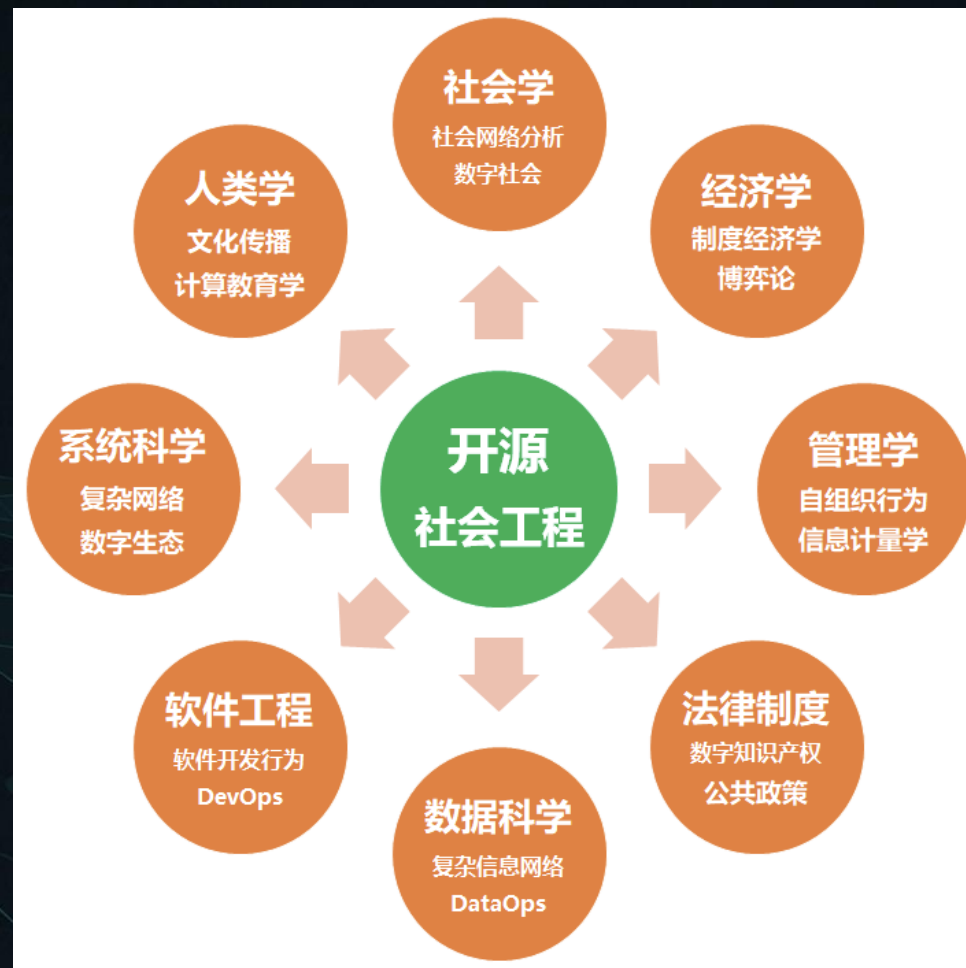 社会学
社会网络分析
数字社会
人类学
文化传播
计算教育学
经济学
制度经济学
博弈论
系统科学
复杂网络
数字生态
开源
社会工程
管理学
自组织行为
信息计量学
软件工程
软件开发行为
DevOps
法律制度
数字知识产权
公共政策
数据科学
复杂信息网络
DataOps